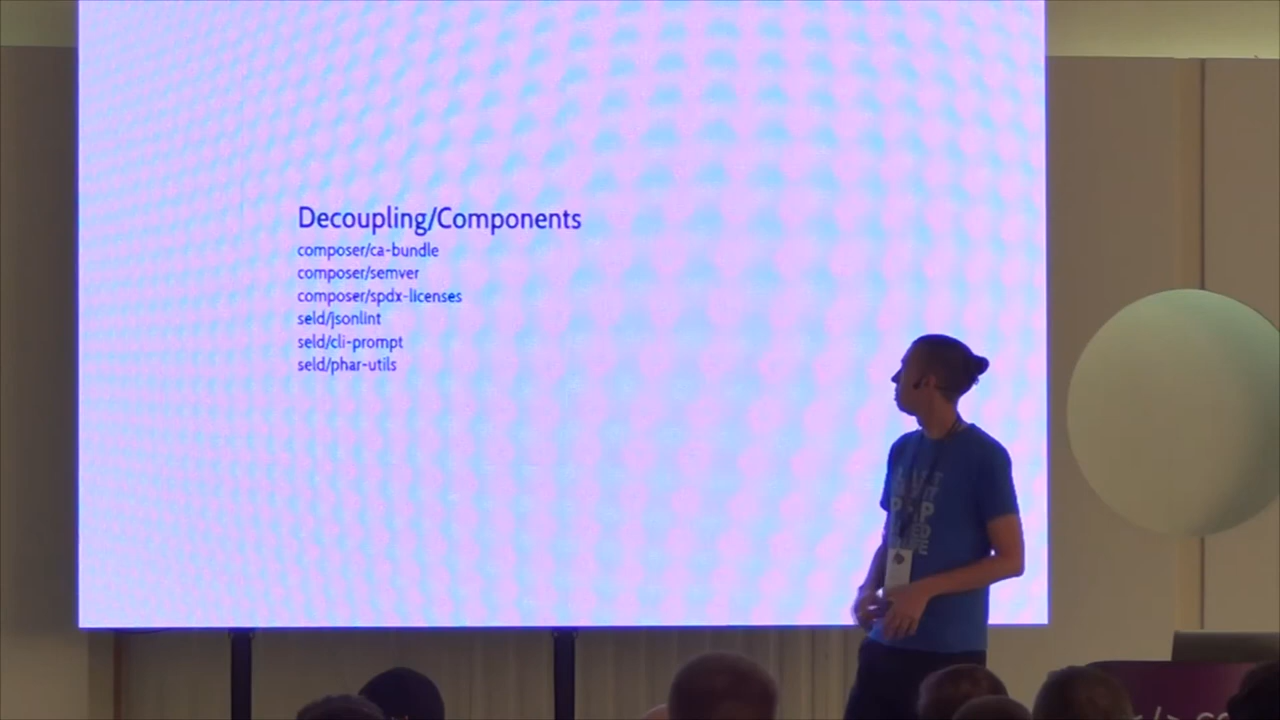 Decoupling/Components
composer/ca-bundle
composer/semver
composer/spdx-licenses
seld/jsonlint
seld/cli-prompt
seld/phar-utils